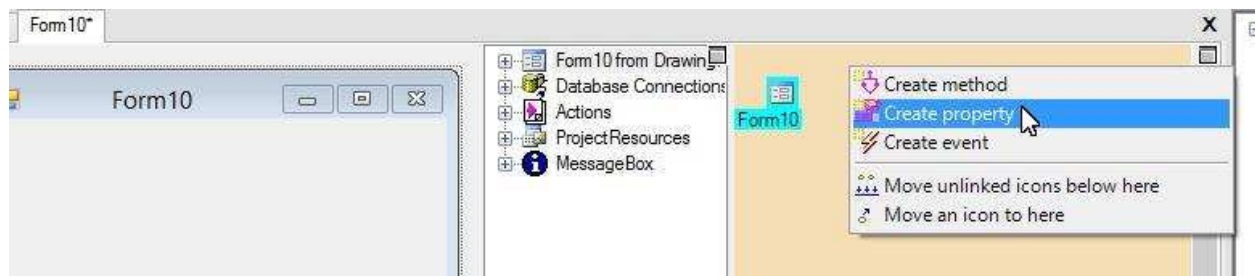 Form10*
X
Form10
Form10 from Drawing
Database Connections
Actions
ProjectResources
MessageBox
Form10
Create method
Create property
Create event
Move unlinked icons below here
Move an icon to here